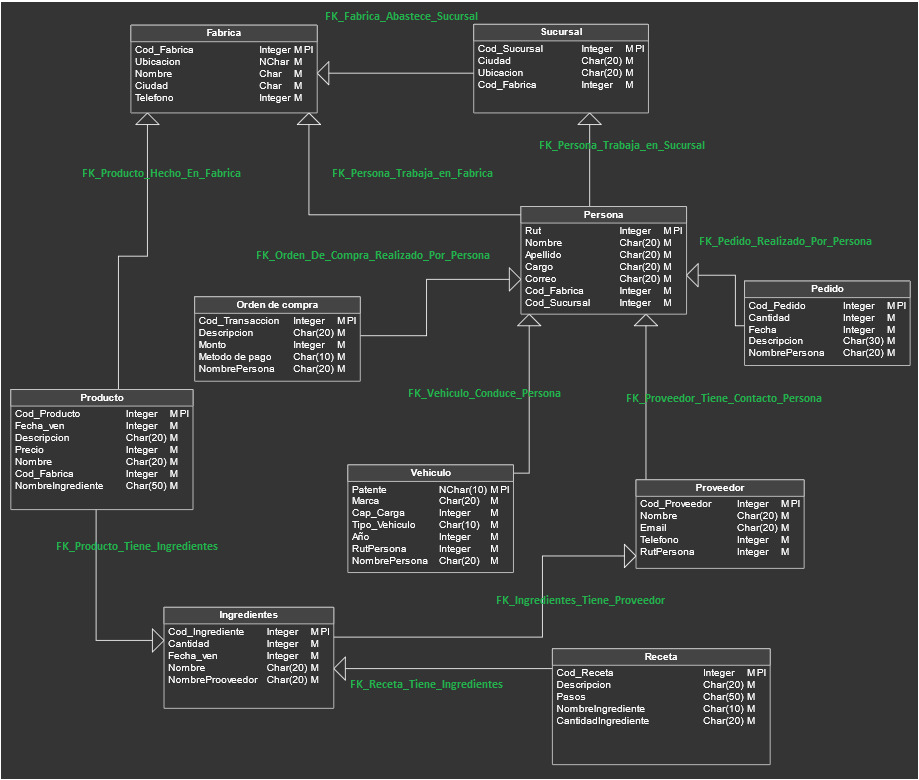 FK_Fabrica_Abastece_Sucursal
Fabrica
Cod_Fabrica Integer M PI
Ubicacion NChar M
Nombre Char M
Ciudad Char M
Telefono Integer M
Sucursal
Cod_Sucursal Integer M PI
Ciudad Char(20) M
Ubicacion Char(20) M
Cod_Fabrica Integer M
FK_Persona_Trabaja_en_Sucursal
FK_Producto_Hecho_En_Fabrica
FK_Persona_Trabaja_en_Fabrica
Persona
Rut Integer M PI
Nombre Char(20) M
Apellido Char(20) M
Cargo Char(20) M
Correo Char(20) M
Cod_Fabrica Integer M
Cod_Sucursal Integer M
FK_Pedido_Realizado_Por_Persona
FK_Orden_De_Compra_Realizado_Por_Persona
Pedido
Cod_Pedido Integer M PI
Cantidad Integer M
Fecha Integer M
Descripcion Char(30) M
NombrePersona Char(20) M
Orden de compra
Cod_Transaccion Integer M PI
Descripcion Char(20) M
Monto Integer M
Metodo de pago Char(10) M
NombrePersona Char(20) M
FK_Vehiculo_Conduce_Persona
FK_Proveedor_Tiene_Contacto_Persona
Producto
Cod_Producto Integer M PI
Fecha_ven Integer M
Descripcion Char(20) M
Precio Integer M
Nombre Char(20) M
Cod_Fabrica Integer M
NombreIngrediente Char(50) M
Vehiculo
Patente NChar(10) M PI
Marca Char(20) M
Cap_Carga Integer M
Tipo_Vehiculo Char(10) M
Año Integer M
RutPersona Integer M
NombrePersona Char(20) M
Proveedor
Cod_Proveedor Integer M PI
Nombre Char(20) M
Email Char(20) M
Telefono Integer M
RutPersona Integer M
FK_Producto_Tiene_Ingredientes
FK_Ingredientes_Tiene_Proveedor
Ingredientes
Cod_Ingrediente Integer M PI
Cantidad Integer M
Fecha_ven Integer M
Nombre Char(20) M
NombreProoveedor Char(20) M
FK_Receta_Tiene_Ingredientes
Receta
Cod_Receta Integer M PI
Descripcion Char(20) M
Pasos Char(50) M
NombreIngrediente Char(10) M
CantidadIngrediente Char(20) M